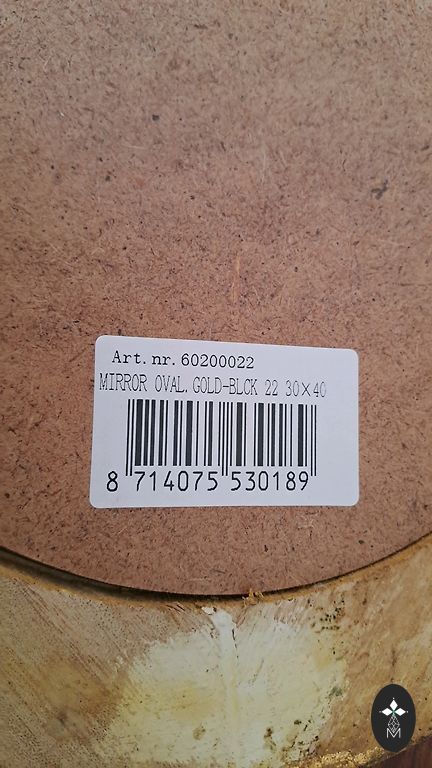 Art. nr. 60200022
MIRROR OVAL. GOLD-BLCK 22 30×40
8 714075 530189
M